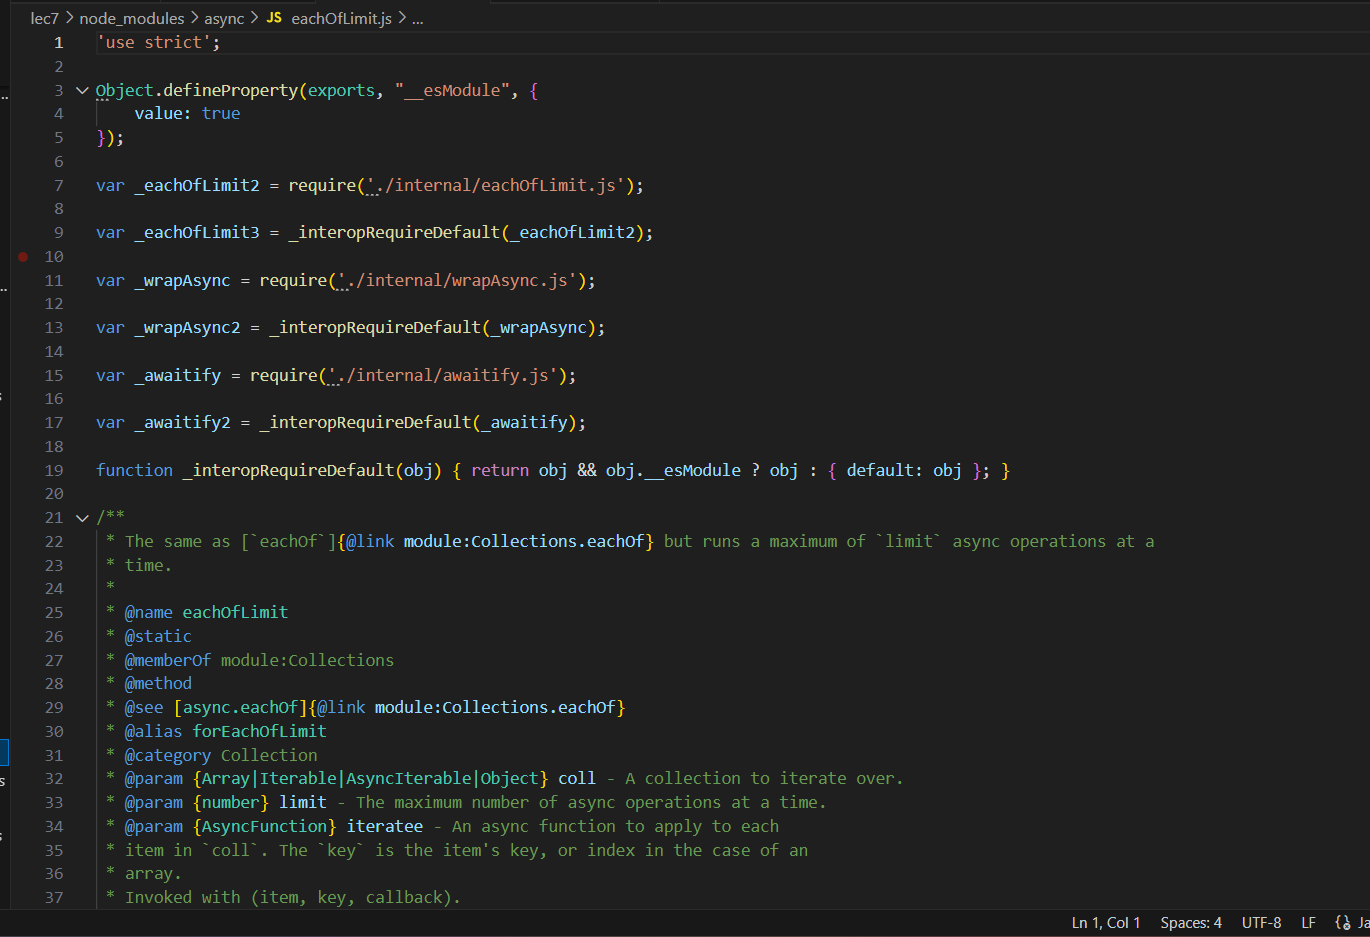 lec7 > node_modules > async > JS eachOfLimit.js > ...
1 'use strict';
2
3 Object.defineProperty(exports, "__esModule", {
4     value: true
5 });
6
7 var _eachOfLimit2 = require('./internal/eachOfLimit.js');
8
9 var _eachOfLimit3 = _interopRequireDefault(_eachOfLimit2);
10
11 var _wrapAsync = require('./internal/wrapAsync.js');
12
13 var _wrapAsync2 = _interopRequireDefault(_wrapAsync);
14
15 var _awaitify = require('./internal/awaitify.js');
16
17 var _awaitify2 = _interopRequireDefault(_awaitify);
18
19 function _interopRequireDefault(obj) { return obj && obj.__esModule ? obj : { default: obj }; }
20
21 /**
22  * The same as [`eachOf`]{@link module:Collections.eachOf} but runs a maximum of `limit` async operations at a
23  * time.
24  *
25  * @name eachOfLimit
26  * @static
27  * @memberOf module:Collections
28  * @method
29  * @see [async.eachOf]{@link module:Collections.eachOf}
30  * @alias forEachOfLimit
31  * @category Collection
32  * @param {Array|Iterable|AsyncIterable|Object} coll - A collection to iterate over.
33  * @param {number} limit - The maximum number of async operations at a time.
34  * @param {AsyncFunction} iteratee - An async function to apply to each
35  * item in `coll`. The `key` is the item's key, or index in the case of an
36  * array.
37  * Invoked with (item, key, callback).
Ln 1, Col 1 Spaces: 4 UTF-8 LF {} Ja